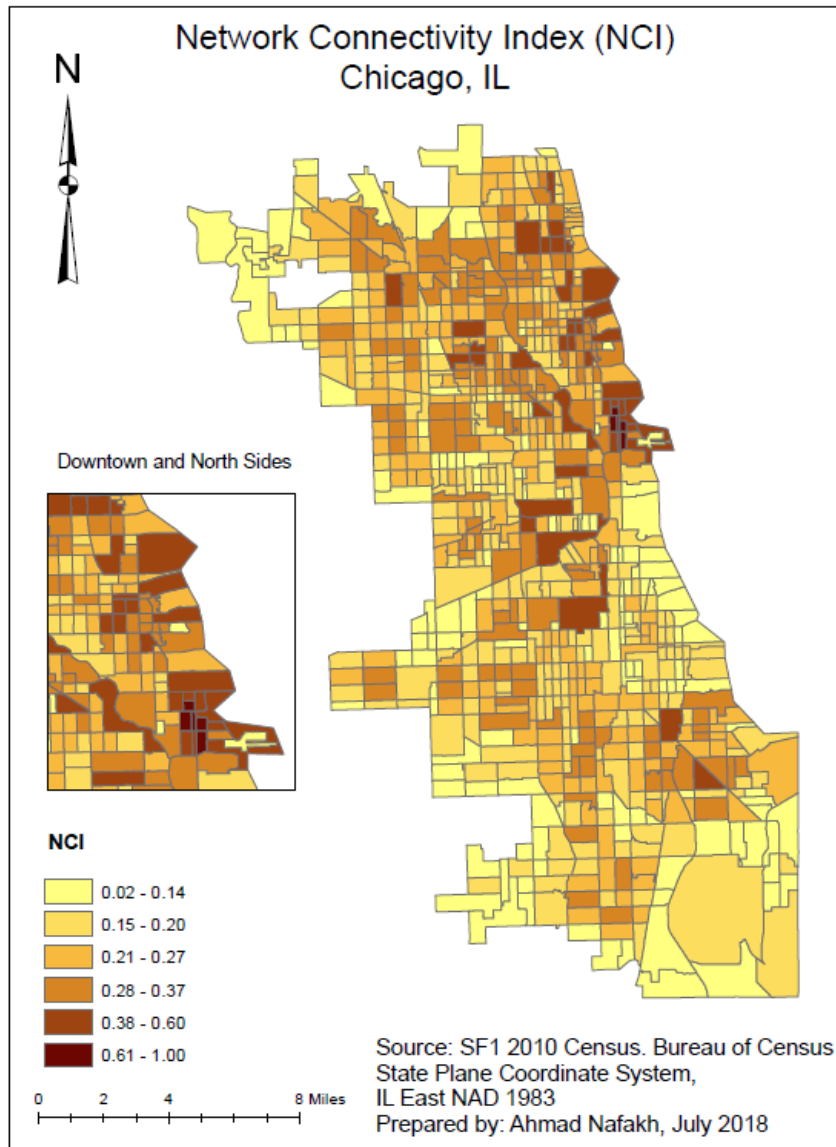 Network Connectivity Index (NCI)
Chicago, IL
N
Downtown and North Sides
NCI
0.02 - 0.14
0.15 - 0.20
0.21 - 0.27
0.28 - 0.37
0.38 - 0.60
0.61 - 1.00
0 2 4 8 Miles
Source: SF1 2010 Census. Bureau of Census
State Plane Coordinate System,
IL East NAD 1983
Prepared by: Ahmad Nafakh, July 2018